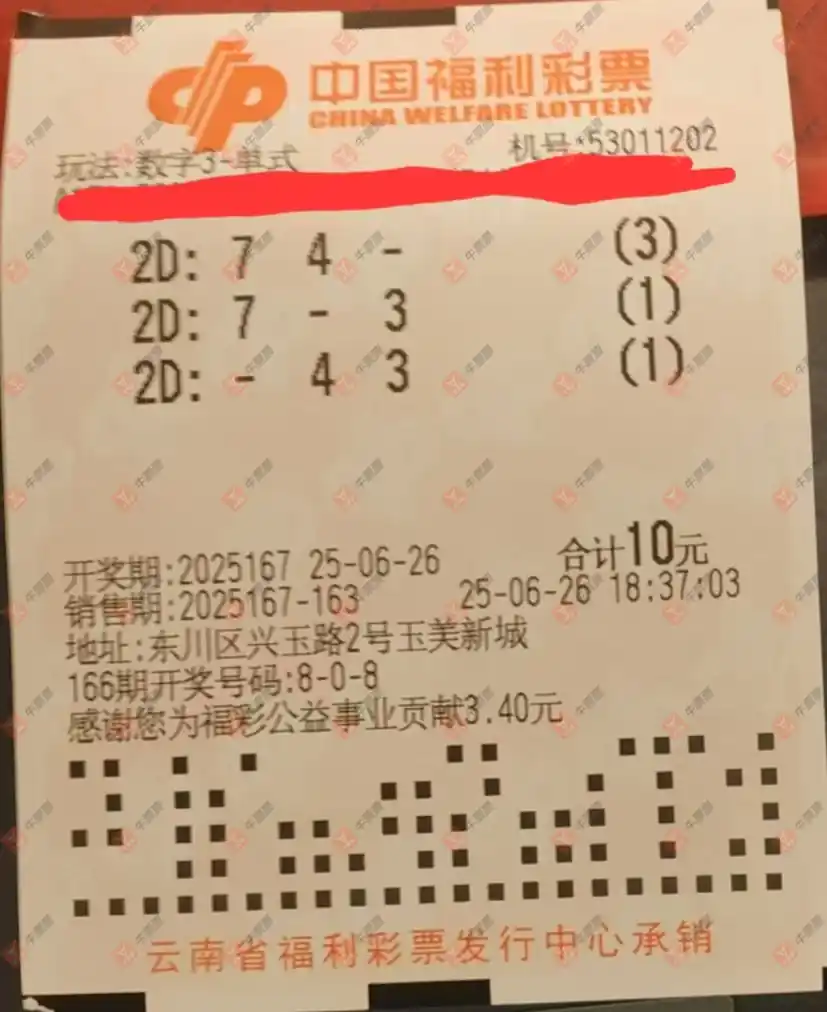 中国福利彩票
CHINA WELFARE LOTTERY
玩法:数字3-单式 机号:53011202
2D: 7 4 - (3)
2D: 7 - 3 (1)
2D: - 4 3 (1)
合计10元
开奖期:2025167 25-06-26
销售期:2025167-163 25-06-26 18:37:03
地址:东川区兴玉路2号玉美新城
166期开奖号码:8-0-8
感谢您为福彩公益事业贡献3.40元
云南省福利彩票发行中心承销